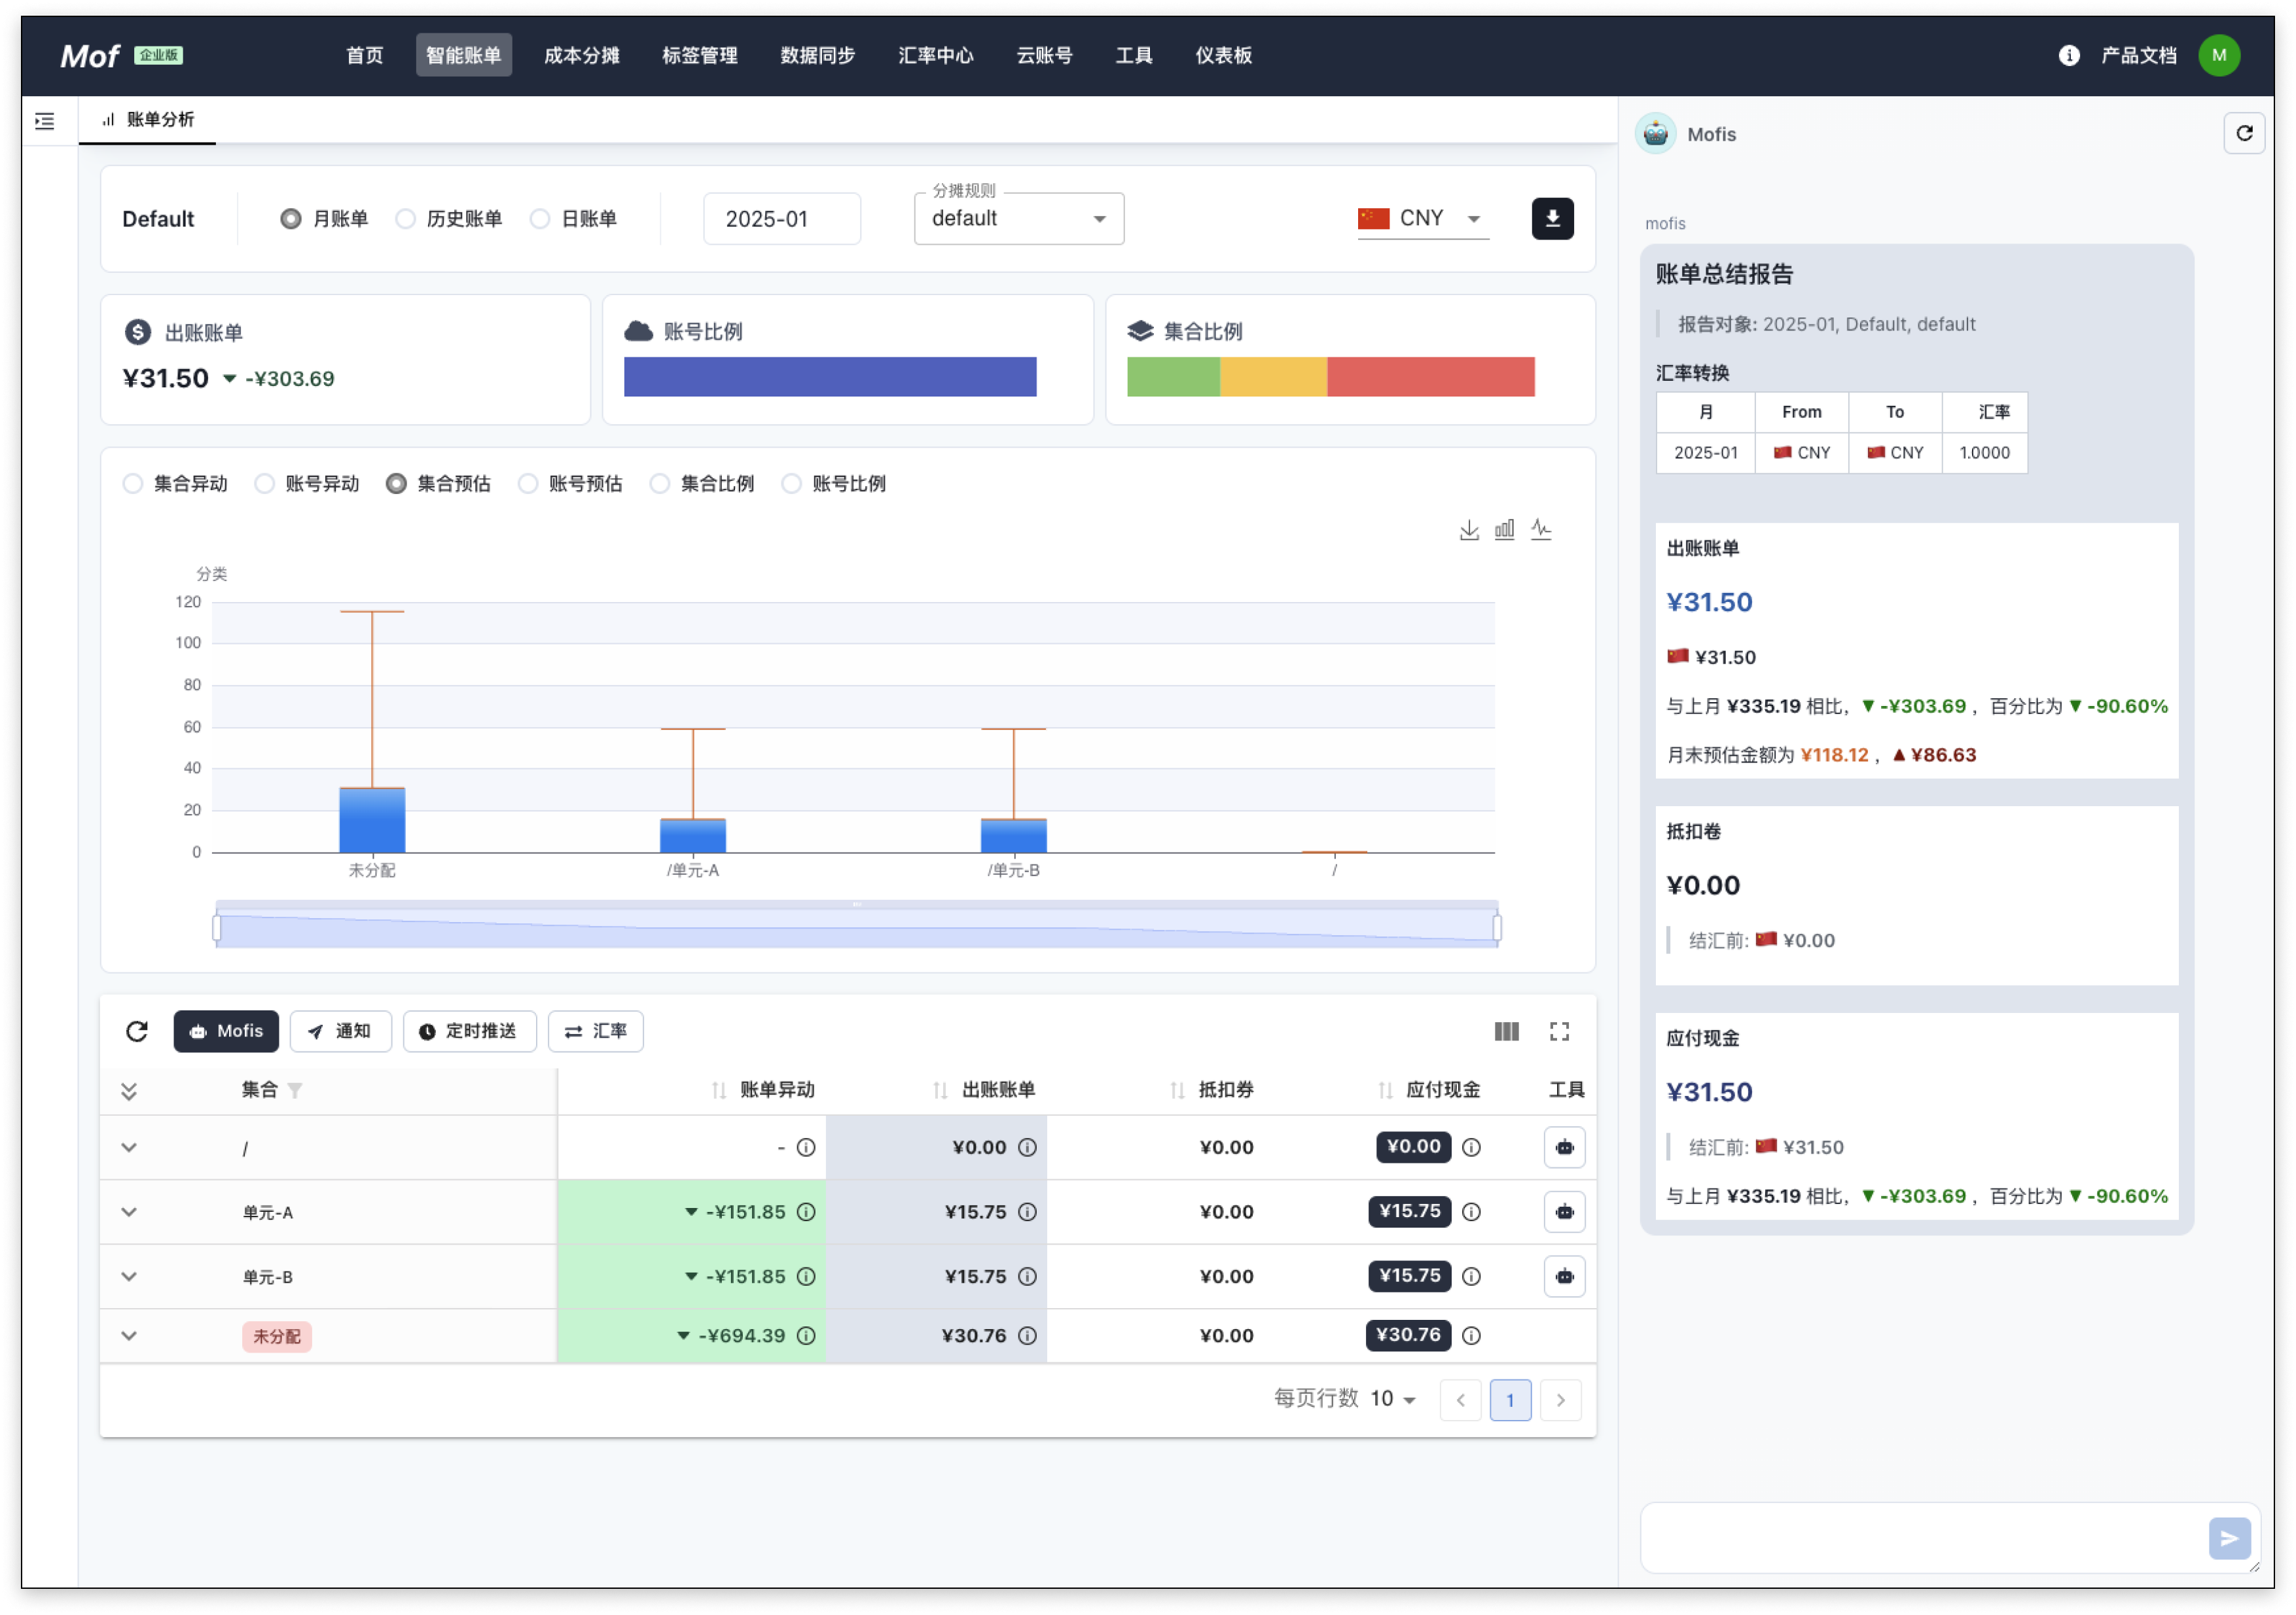 Mof 企业版 首页 智能账单 成本分摊 标签管理 数据同步 汇率中心 云账号 工具 仪表板 产品文档 M
账单分析
Default 月账单 历史账单 日账单 2025-01 分摊规则 default CNY
出账账单
¥31.50 -¥303.69
账号比例
集合比例
集合异动 账号异动 集合预估 账号预估 集合比例 账号比例
分类
120
100
80
60
40
20
0
未分配 /单元-A /单元-B /
Mofis 通知 定时推送 汇率
集合 账单异动 出账账单 抵扣券 应付现金 工具
/ - ¥0.00 ¥0.00 ¥0.00
单元-A -¥151.85 ¥15.75 ¥0.00 ¥15.75
单元-B -¥151.85 ¥15.75 ¥0.00 ¥15.75
未分配 -¥694.39 ¥30.76 ¥0.00 ¥30.76
每页行数 10 1
Mofis
mofis
账单总结报告
报告对象: 2025-01, Default, default
汇率转换
月 From To 汇率
2025-01 CNY CNY 1.0000
出账账单
¥31.50
¥31.50
与上月 ¥335.19 相比, ▼ -¥303.69 , 百分比为 ▼ -90.60%
月末预估金额为 ¥118.12 , ▲ ¥86.63
抵扣卷
¥0.00
结汇前: ¥0.00
应付现金
¥31.50
结汇前: ¥31.50
与上月 ¥335.19 相比, ▼ -¥303.69 , 百分比为 ▼ -90.60%